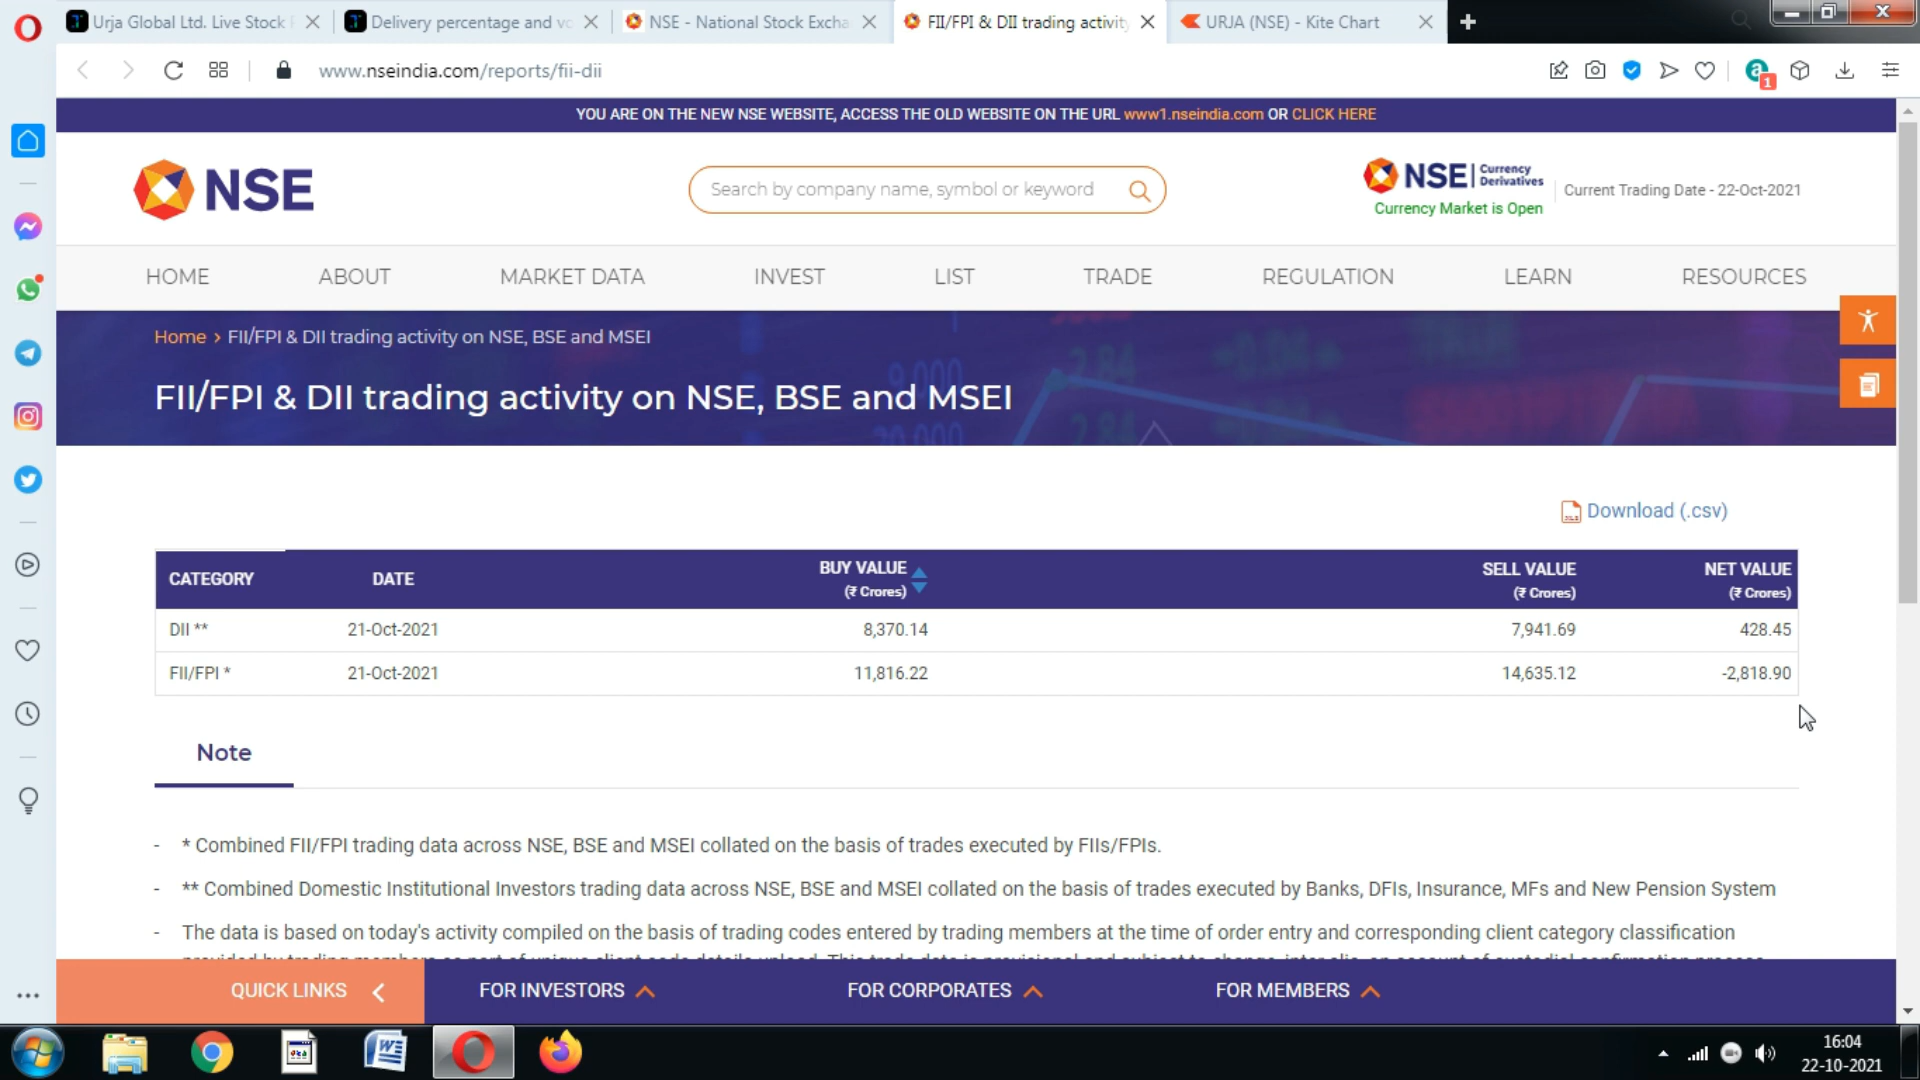 Urja Global Ltd. Live Stock
Delivery percentage and vo
NSE - National Stock Excha
FII/FPI & DII trading activity
URJA (NSE) - Kite Chart
www.nseindia.com/reports/fii-dii
1
YOU ARE ON THE NEW NSE WEBSITE, ACCESS THE OLD WEBSITE ON THE URL www1.nseindia.com OR CLICK HERE
NSE
Search by company name, symbol or keyword
NSE Currency Derivatives
Currency Market is Open
Current Trading Date - 22-Oct-2021
HOME ABOUT MARKET DATA INVEST LIST TRADE REGULATION LEARN RESOURCES
Home > FII/FPI & DII trading activity on NSE, BSE and MSEI
FII/FPI & DII trading activity on NSE, BSE and MSEI
Download (.csv)
CATEGORY DATE BUY VALUE (₹ Crores) SELL VALUE (₹ Crores) NET VALUE (₹ Crores)
DII ** 21-Oct-2021 8,370.14 7,941.69 428.45
FII/FPI * 21-Oct-2021 11,816.22 14,635.12 -2,818.90
Note
- * Combined FII/FPI trading data across NSE, BSE and MSEI collated on the basis of trades executed by FIIs/FPIs.
- ** Combined Domestic Institutional Investors trading data across NSE, BSE and MSEI collated on the basis of trades executed by Banks, DFIs, Insurance, MFs and New Pension System
- The data is based on today's activity compiled on the basis of trading codes entered by trading members at the time of order entry and corresponding client category classification
QUICK LINKS FOR INVESTORS FOR CORPORATES FOR MEMBERS
16:04
22-10-2021